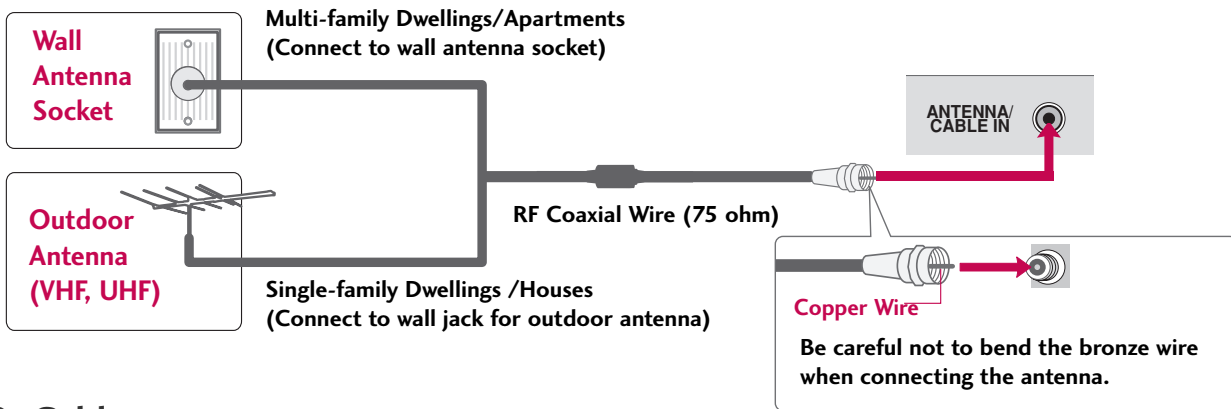 Wall
Antenna
Socket
Multi-family Dwellings/Apartments
(Connect to wall antenna socket)
ANTENNA/
CABLE IN
Outdoor
Antenna
(VHF, UHF)
RF Coaxial Wire (75 ohm)
Single-family Dwellings /Houses
(Connect to wall jack for outdoor antenna)
Copper Wire
Be careful not to bend the bronze wire
when connecting the antenna.